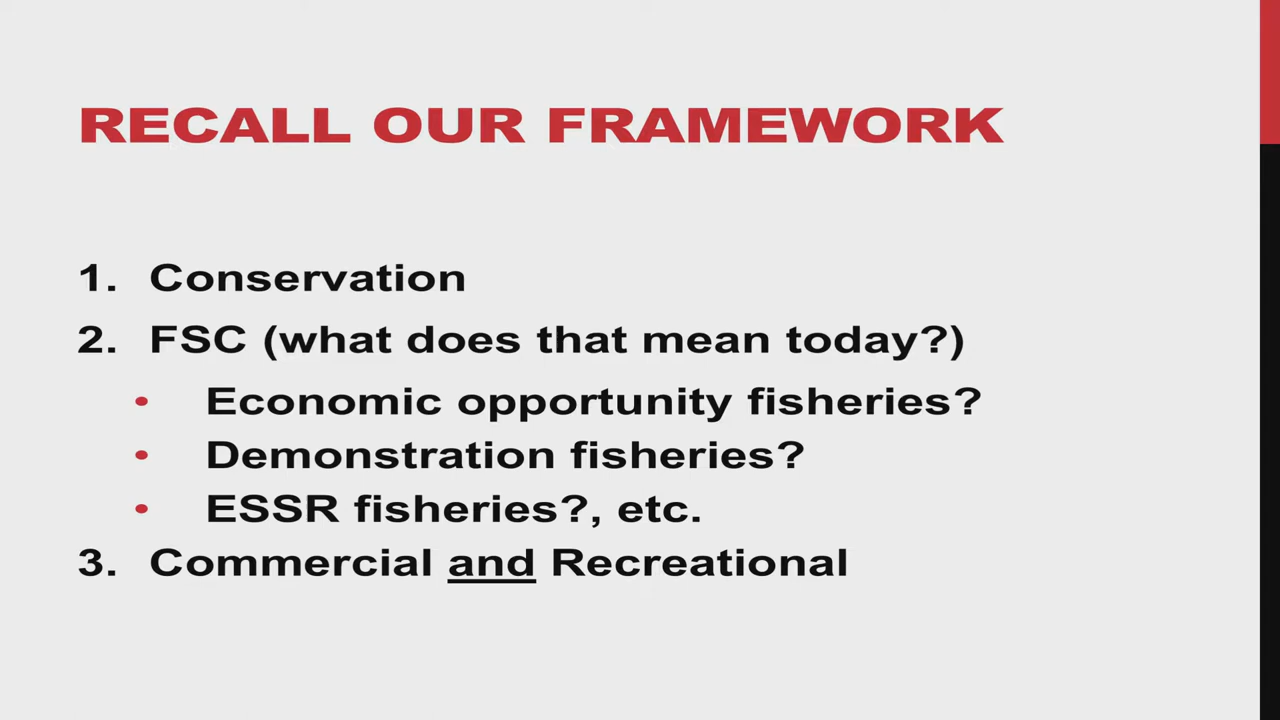 RECALL OUR FRAMEWORK
1. Conservation
2. FSC (what does that mean today?)
• Economic opportunity fisheries?
• Demonstration fisheries?
• ESSR fisheries?, etc.
3. Commercial and Recreational